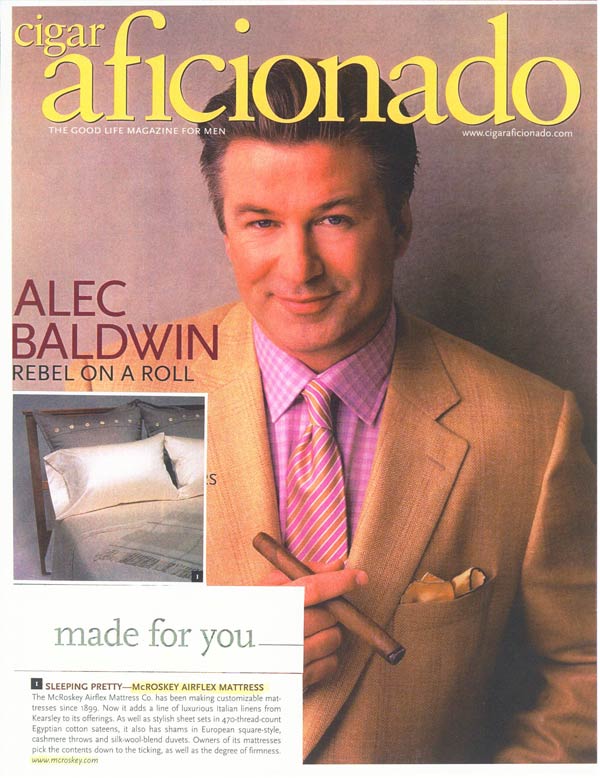 cigar
aficionado
THE GOOD LIFE MAGAZINE FOR MEN
www.cigaraficionado.com
ALEC
BALDWIN
REBEL ON A ROLL
RS
1
made for you
1 SLEEPING PRETTY—McROSKEY AIRFLEX MATTRESS
The McRoskey Airflex Mattress Co. has been making customizable mat-
tresses since 1899. Now it adds a line of luxurious Italian linens from
Kearsley to its offerings. As well as stylish sheet sets in 470-thread-count
Egyptian cotton sateens, it also has shams in European square-style,
cashmere throws and silk-wool-blend duvets. Owners of its mattresses
pick the contents down to the ticking, as well as the degree of firmness.
www.mcroskey.com